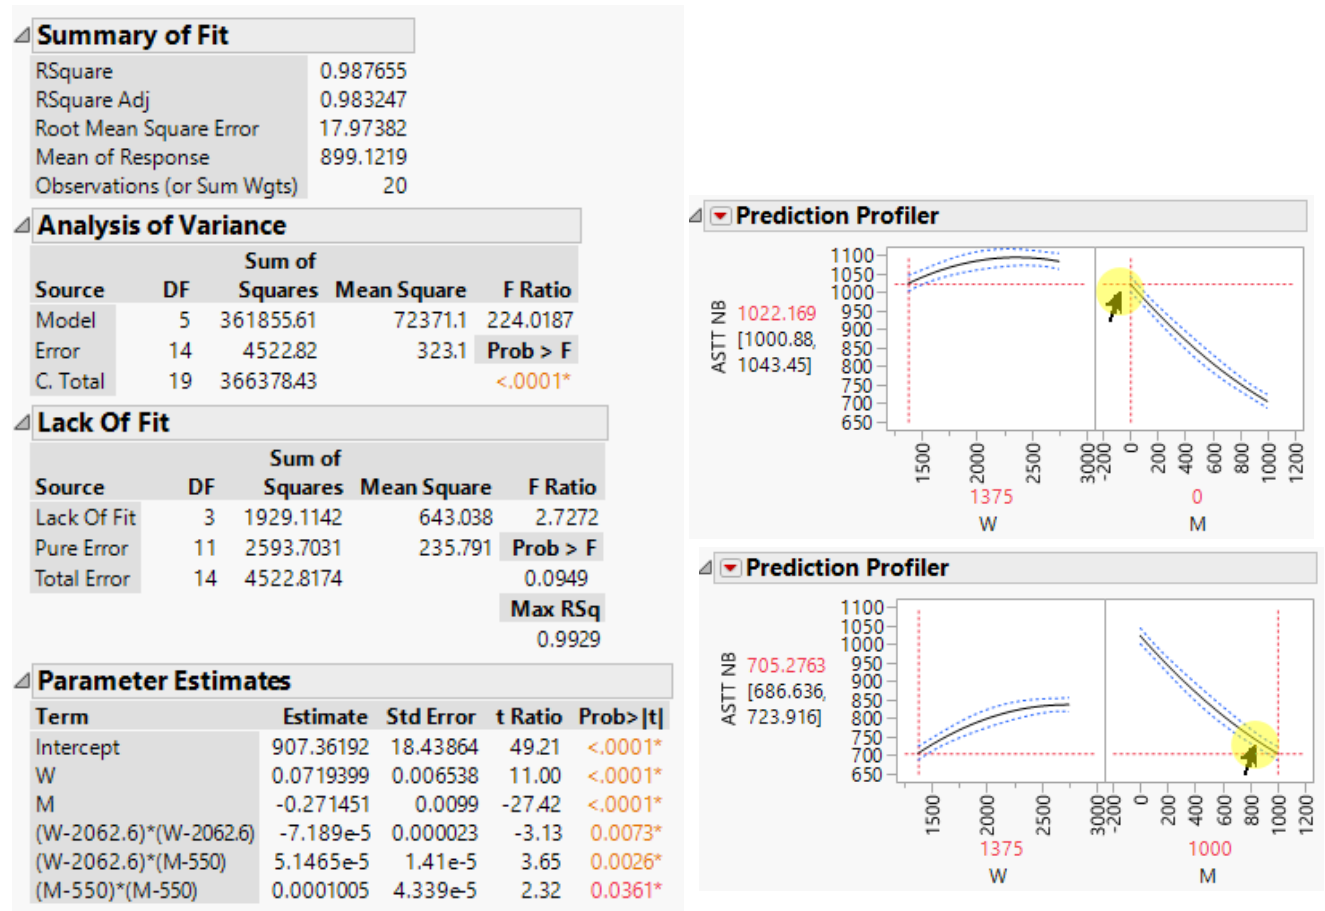 Summary of Fit
RSquare 0.987655
RSquare Adj 0.983247
Root Mean Square Error 17.97382
Mean of Response 899.1219
Observations (or Sum Wgts) 20
Analysis of Variance
Sum of
Source DF Squares Mean Square F Ratio
Model 5 361855.61 72371.1 224.0187
Error 14 4522.82 323.1 Prob > F
C. Total 19 366378.43 <.0001*
Lack Of Fit
Sum of
Source DF Squares Mean Square F Ratio
Lack Of Fit 3 1929.1142 643.038 2.7272
Pure Error 11 2593.7031 235.791 Prob > F
Total Error 14 4522.8174 0.0949
Max RSq
0.9929
Parameter Estimates
Term Estimate Std Error t Ratio Prob>|t|
Intercept 907.36192 18.43864 49.21 <.0001*
W 0.0719399 0.006538 11.00 <.0001*
M -0.271451 0.0099 -27.42 <.0001*
(W-2062.6)*(W-2062.6) -7.189e-5 0.000023 -3.13 0.0073*
(W-2062.6)*(M-550) 5.1465e-5 1.41e-5 3.65 0.0026*
(M-550)*(M-550) 0.0001005 4.339e-5 2.32 0.0361*
Prediction Profiler
ASTT NB
1022.169
[1000.88,
1043.45]
1100
1050
1000
950
900
850
800
750
700
650
1500 2000 2500 3000 -200 0 200 400 600 800 1000 1200
1375 0
W M
Prediction Profiler
ASTT NB
705.2763
[686.636,
723.916]
1100
1050
1000
950
900
850
800
750
700
650
1500 2000 2500 3000 -200 0 200 400 600 800 1000 1200
1375 1000
W M